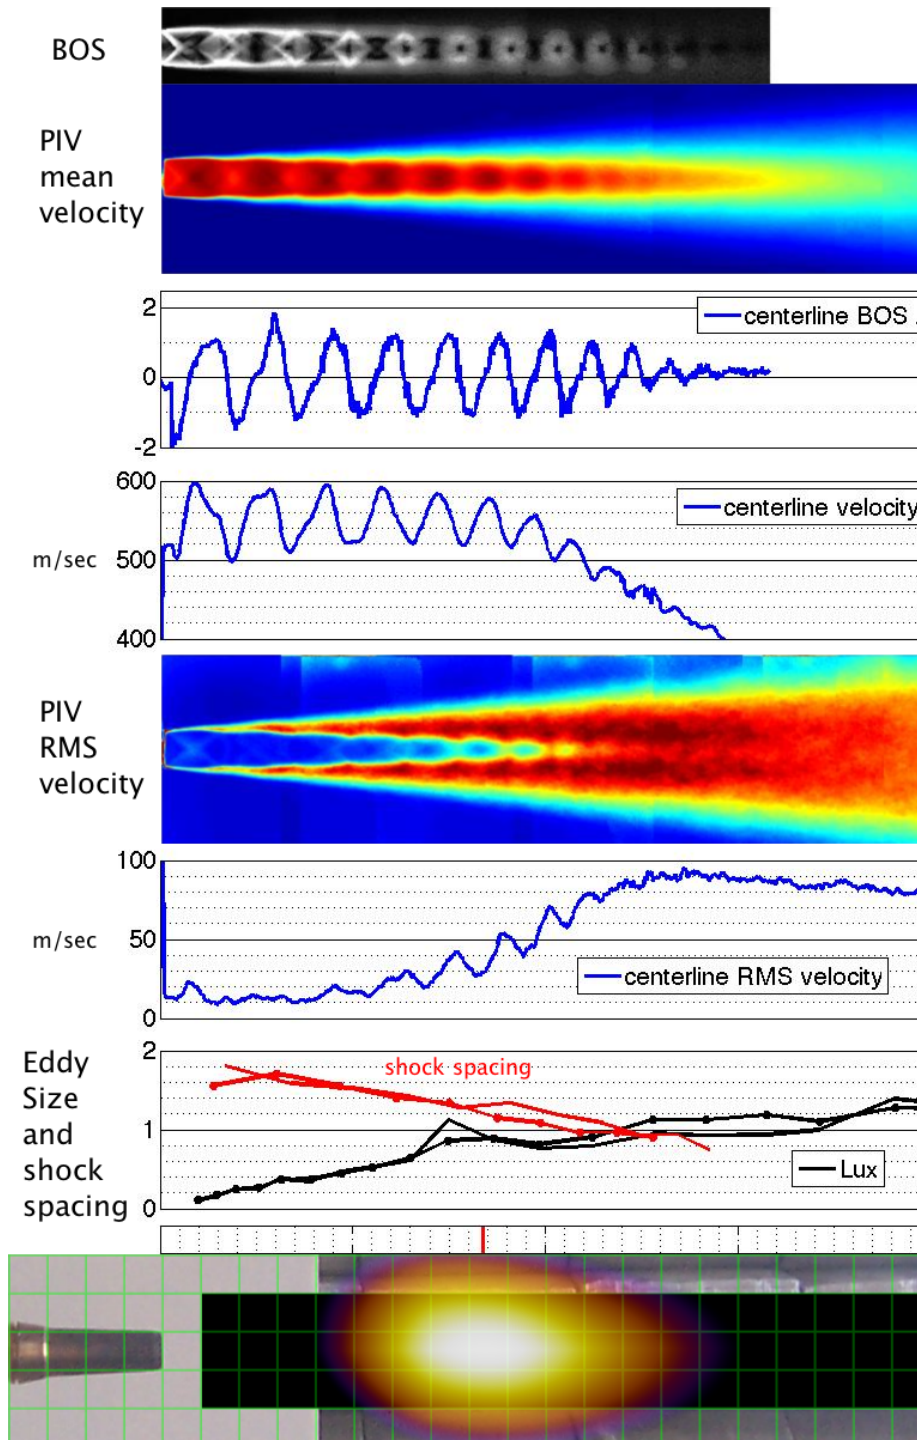 BOS
PIV
mean
velocity
2
centerline BOS
0
-2
600
centerline velocity
m/sec
500
400
PIV
RMS
velocity
100
m/sec
50
centerline RMS velocity
0
Eddy
Size
and
shock
spacing
2
shock spacing
1
Lux
0